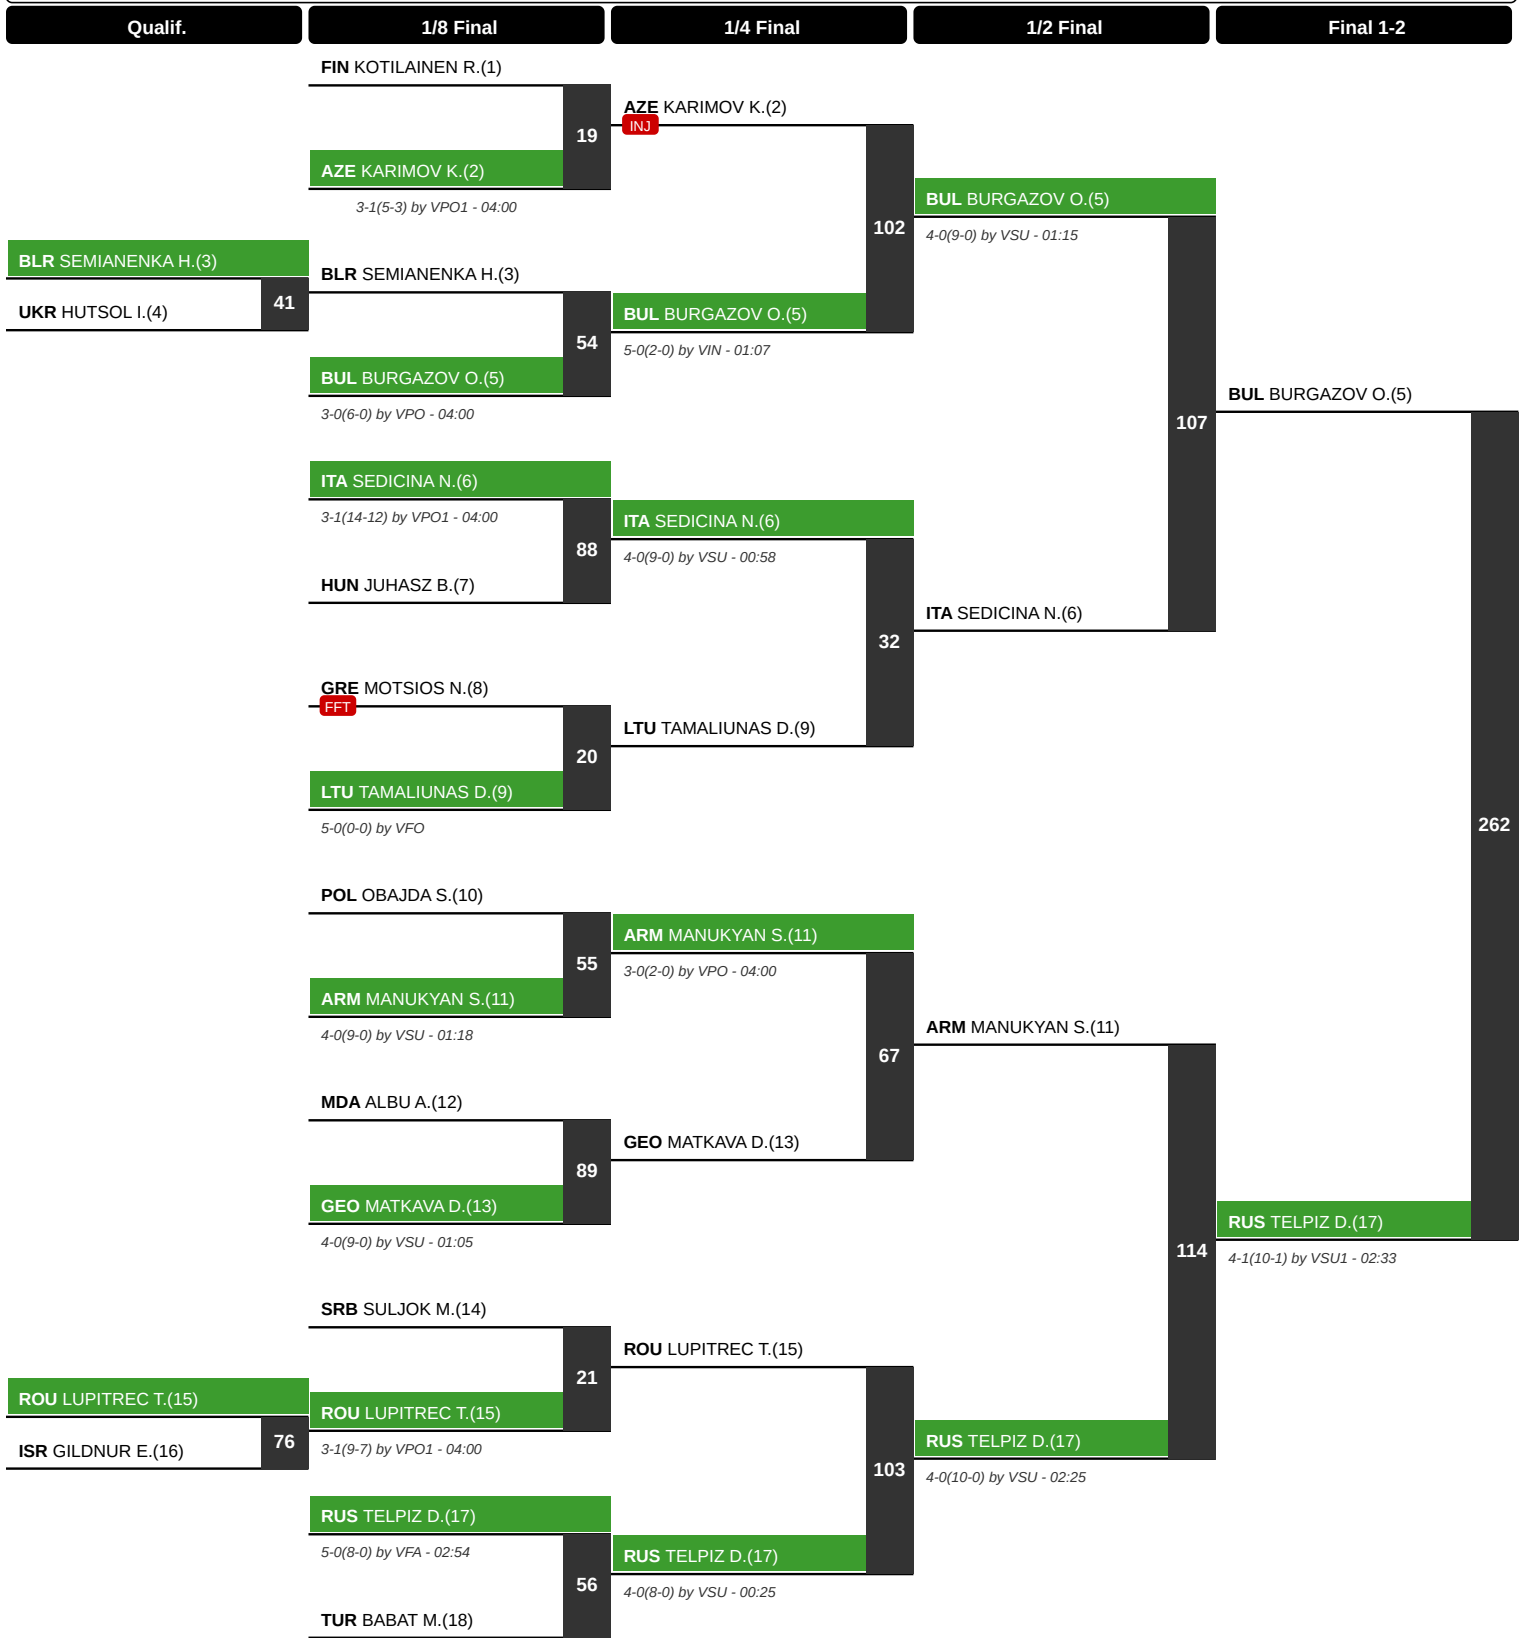 Qualif.
1/8 Final
1/4 Final
1/2 Final
Final 1-2
FIN KOTILAINEN R.(1)
19
AZE KARIMOV K.(2)
3-1(5-3) by VPO1 - 04:00
BLR SEMIANENKA H.(3)
41
UKR HUTSOL I.(4)
BLR SEMIANENKA H.(3)
54
BUL BURGAZOV O.(5)
3-0(6-0) by VPO - 04:00
ITA SEDICINA N.(6)
3-1(14-12) by VPO1 - 04:00
88
HUN JUHASZ B.(7)
GRE MOTSIOS N.(8)
FFT
20
LTU TAMALIUNAS D.(9)
5-0(0-0) by VFO
POL OBAJDA S.(10)
55
ARM MANUKYAN S.(11)
4-0(9-0) by VSU - 01:18
MDA ALBU A.(12)
89
GEO MATKAVA D.(13)
4-0(9-0) by VSU - 01:05
SRB SULJOK M.(14)
21
ROU LUPITREC T.(15)
76
ISR GILDNUR E.(16)
ROU LUPITREC T.(15)
3-1(9-7) by VPO1 - 04:00
RUS TELPIZ D.(17)
5-0(8-0) by VFA - 02:54
56
TUR BABAT M.(18)
AZE KARIMOV K.(2)
INJ
102
BUL BURGAZOV O.(5)
5-0(2-0) by VIN - 01:07
ITA SEDICINA N.(6)
4-0(9-0) by VSU - 00:58
32
LTU TAMALIUNAS D.(9)
ARM MANUKYAN S.(11)
3-0(2-0) by VPO - 04:00
67
GEO MATKAVA D.(13)
ROU LUPITREC T.(15)
103
RUS TELPIZ D.(17)
4-0(8-0) by VSU - 00:25
BUL BURGAZOV O.(5)
4-0(9-0) by VSU - 01:15
107
ITA SEDICINA N.(6)
ARM MANUKYAN S.(11)
114
RUS TELPIZ D.(17)
4-0(10-0) by VSU - 02:25
BUL BURGAZOV O.(5)
262
RUS TELPIZ D.(17)
4-1(10-1) by VSU1 - 02:33